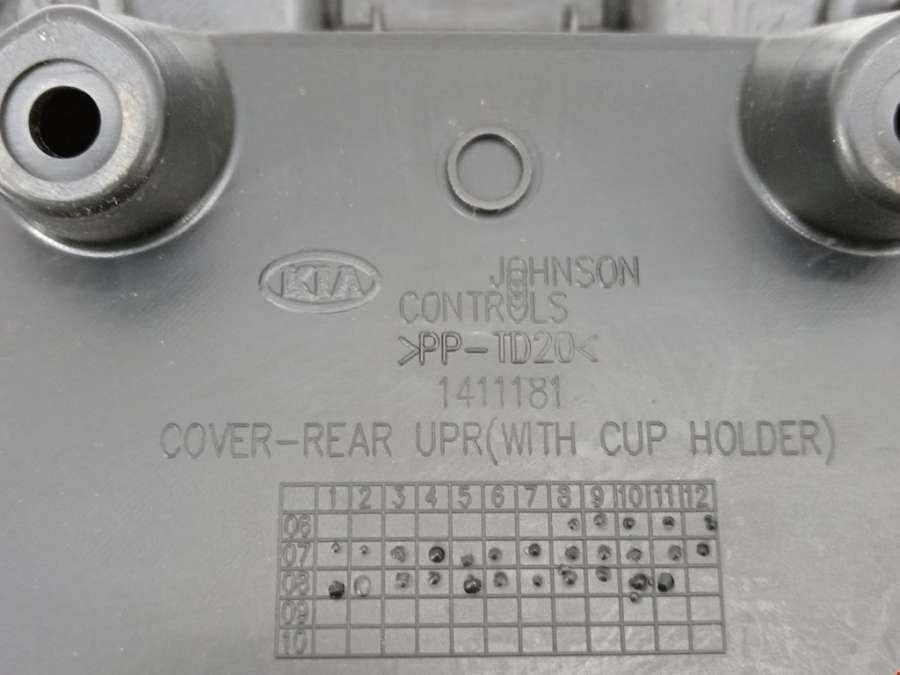 KIA
JOHNSON
CONTROLS
>PP-TD20<
1411181
COVER-REAR UPR(WITH CUP HOLDER)
1 2 3 4 5 6 7 8 9 10 11 12
06
07
08
09
10